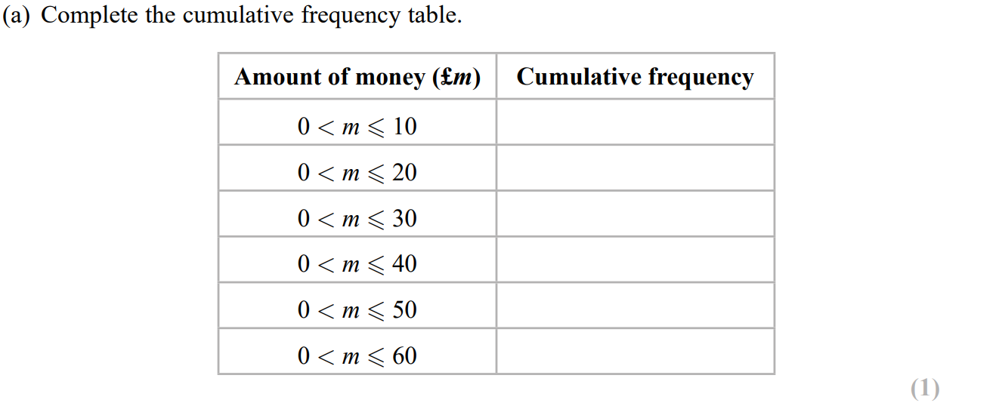 (a) Complete the cumulative frequency table.
Amount of money (£m) Cumulative frequency
0 < m ⩽ 10
0 < m ⩽ 20
0 < m ⩽ 30
0 < m ⩽ 40
0 < m ⩽ 50
0 < m ⩽ 60
(1)